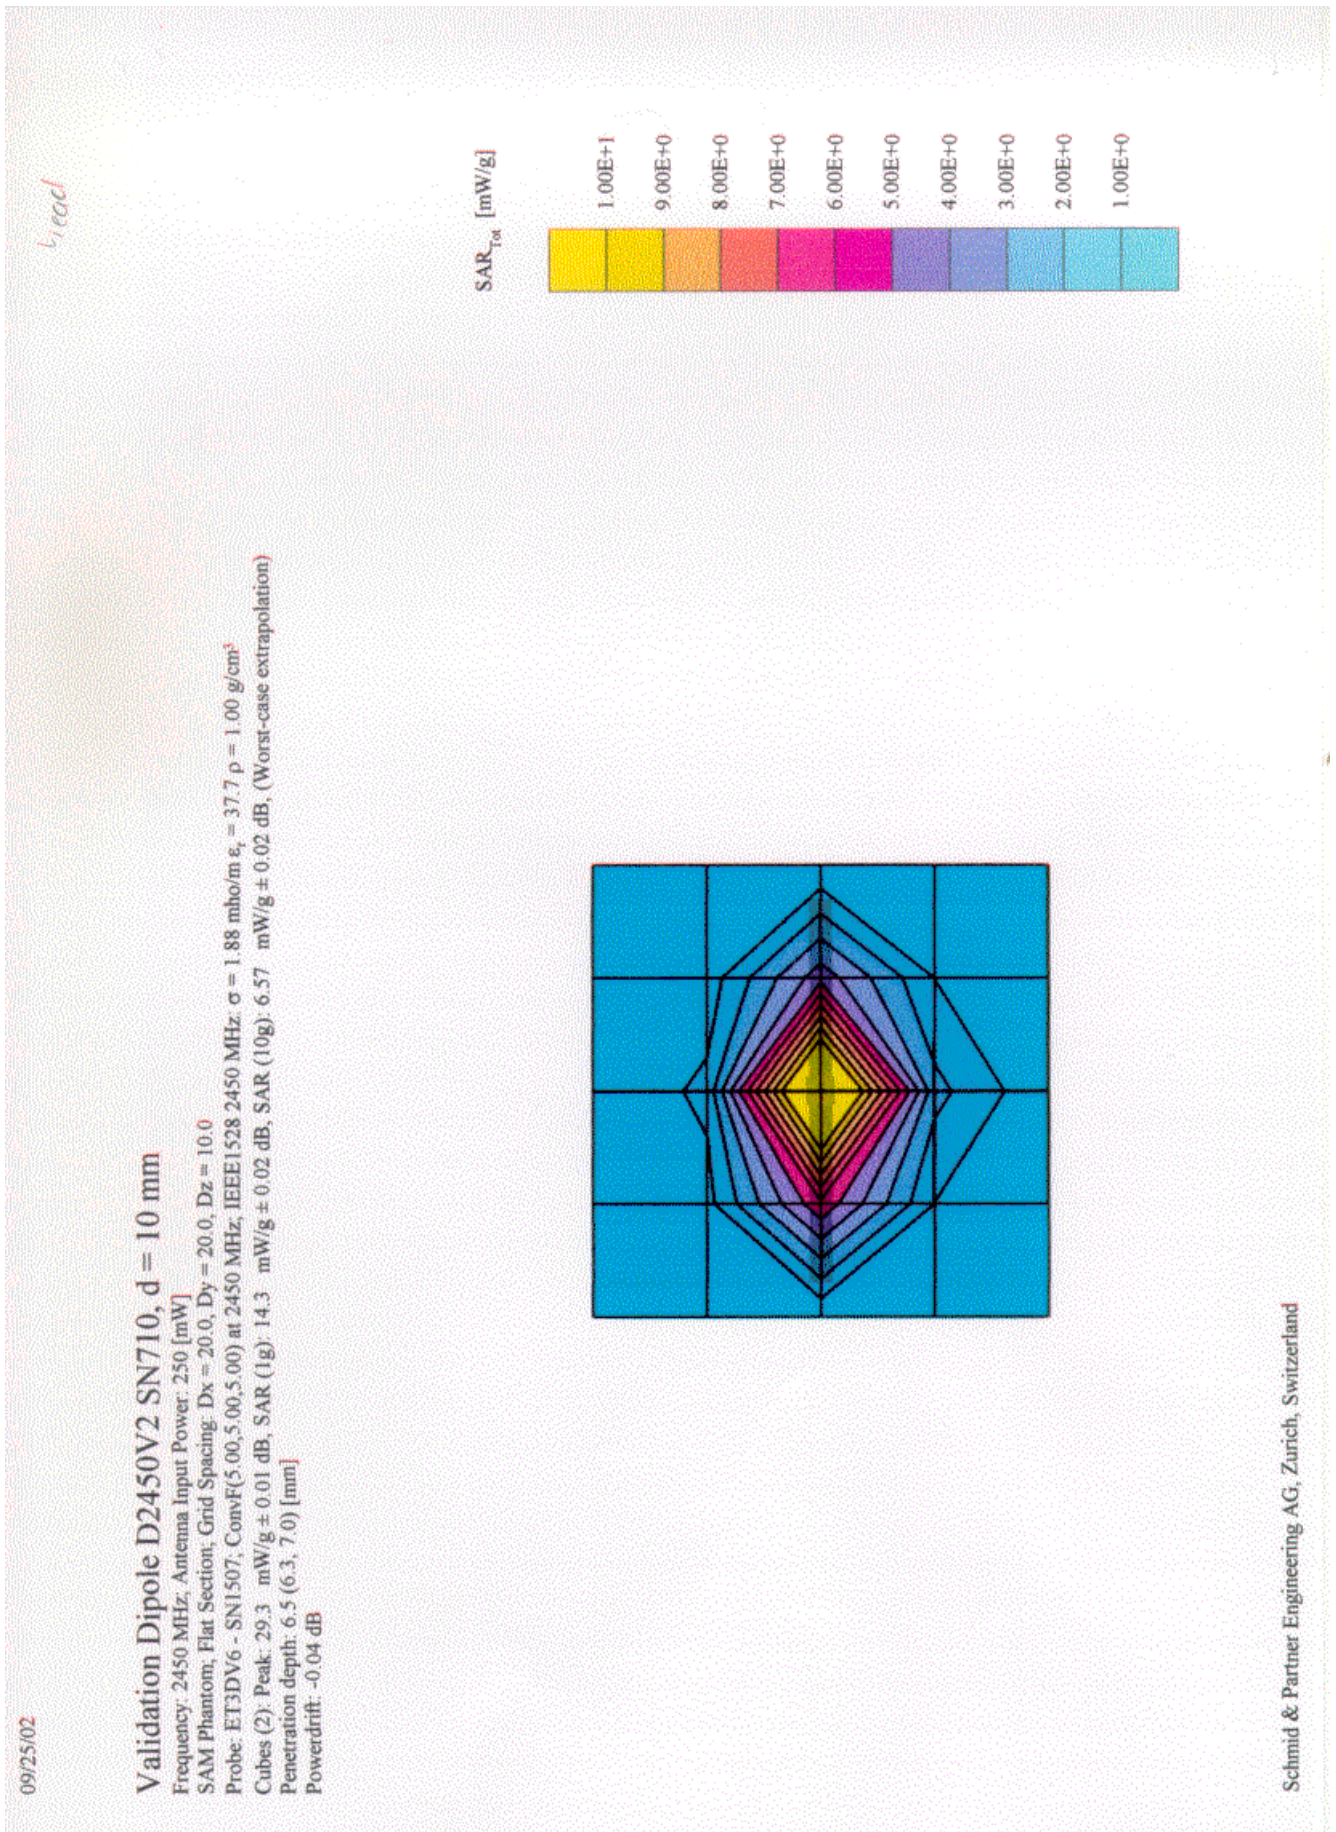 09/25/02
head
Validation Dipole D2450V2 SN710, d = 10 mm
Frequency: 2450 MHz; Antenna Input Power: 250 [mW]
SAM Phantom; Flat Section; Grid Spacing: Dx = 20.0, Dy = 20.0, Dz = 10.0
Probe: ET3DV6 - SN1507; ConvF(5.00,5.00,5.00) at 2450 MHz; IEEE1528 2450 MHz: σ = 1.88 mho/m εr = 37.7 ρ = 1.00 g/cm³
Cubes (2): Peak: 29.3 mW/g ± 0.01 dB, SAR (1g): 14.3 mW/g ± 0.02 dB, SAR (10g): 6.57 mW/g ± 0.02 dB, (Worst-case extrapolation)
Penetration depth: 6.5 (6.3, 7.0) [mm]
Powerdrift: -0.04 dB
SARTot [mW/g]
1.00E+1
9.00E+0
8.00E+0
7.00E+0
6.00E+0
5.00E+0
4.00E+0
3.00E+0
2.00E+0
1.00E+0
Schmid & Partner Engineering AG, Zurich, Switzerland